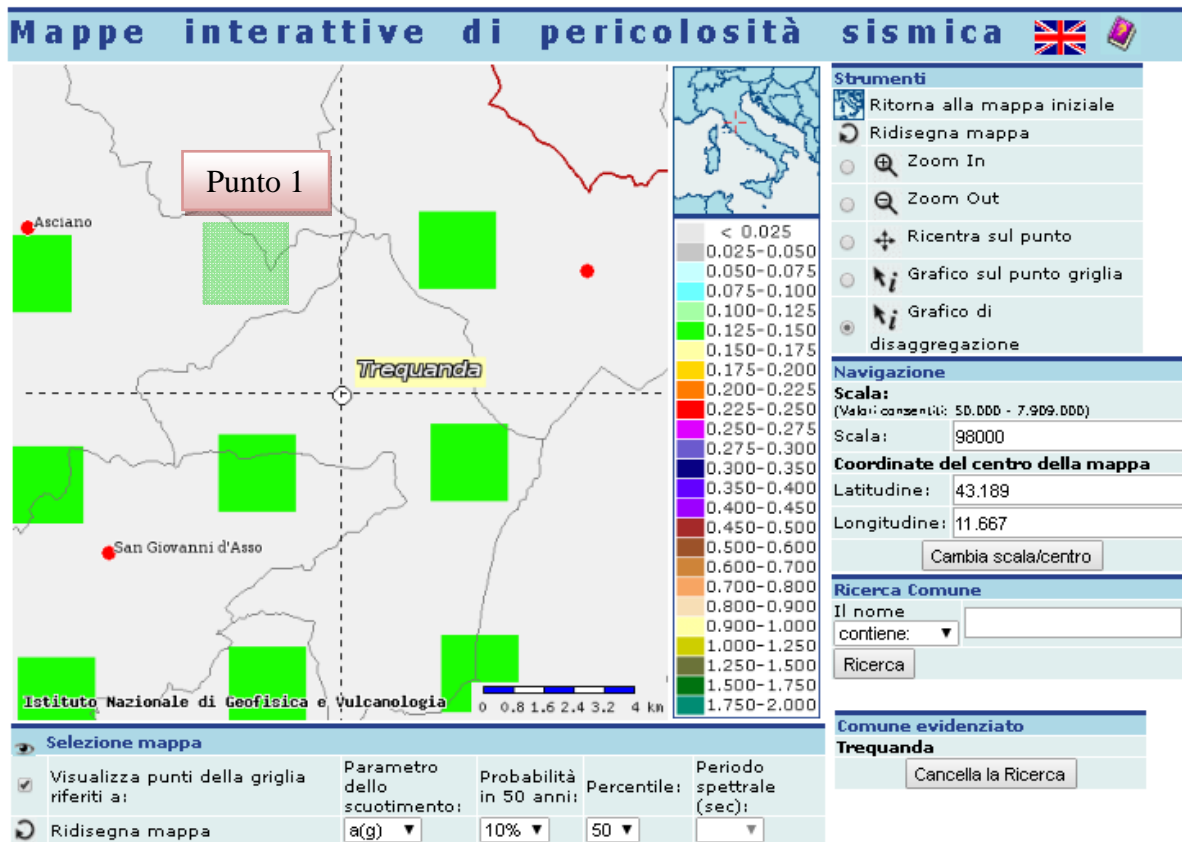 Mappe interattive di pericolosità sismica
Punto 1
Asciano
Trequanda
San Giovanni d'Asso
Istituto Nazionale di Geofisica e Vulcanologia
0 0.8 1.6 2.4 3.2 4 km
< 0.025
0.025-0.050
0.050-0.075
0.075-0.100
0.100-0.125
0.125-0.150
0.150-0.175
0.175-0.200
0.200-0.225
0.225-0.250
0.250-0.275
0.275-0.300
0.300-0.350
0.350-0.400
0.400-0.450
0.450-0.500
0.500-0.600
0.600-0.700
0.700-0.800
0.800-0.900
0.900-1.000
1.000-1.250
1.250-1.500
1.500-1.750
1.750-2.000
Strumenti
Ritorna alla mappa iniziale
Ridisegna mappa
Zoom In
Zoom Out
Ricentra sul punto
Grafico sul punto griglia
Grafico di
disaggregazione
Navigazione
Scala:
(Valori consentiti: 50.000 - 7.909.000)
Scala: 98000
Coordinate del centro della mappa
Latitudine: 43.189
Longitudine: 11.667
Cambia scala/centro
Ricerca Comune
Il nome
contiene:
Ricerca
Comune evidenziato
Trequanda
Cancella la Ricerca
Selezione mappa
Visualizza punti della griglia
riferiti a:
Parametro
dello
scuotimento:
Probabilità
in 50 anni:
Percentile:
Periodo
spettrale
(sec):
Ridisegna mappa
a(g) 10% 50